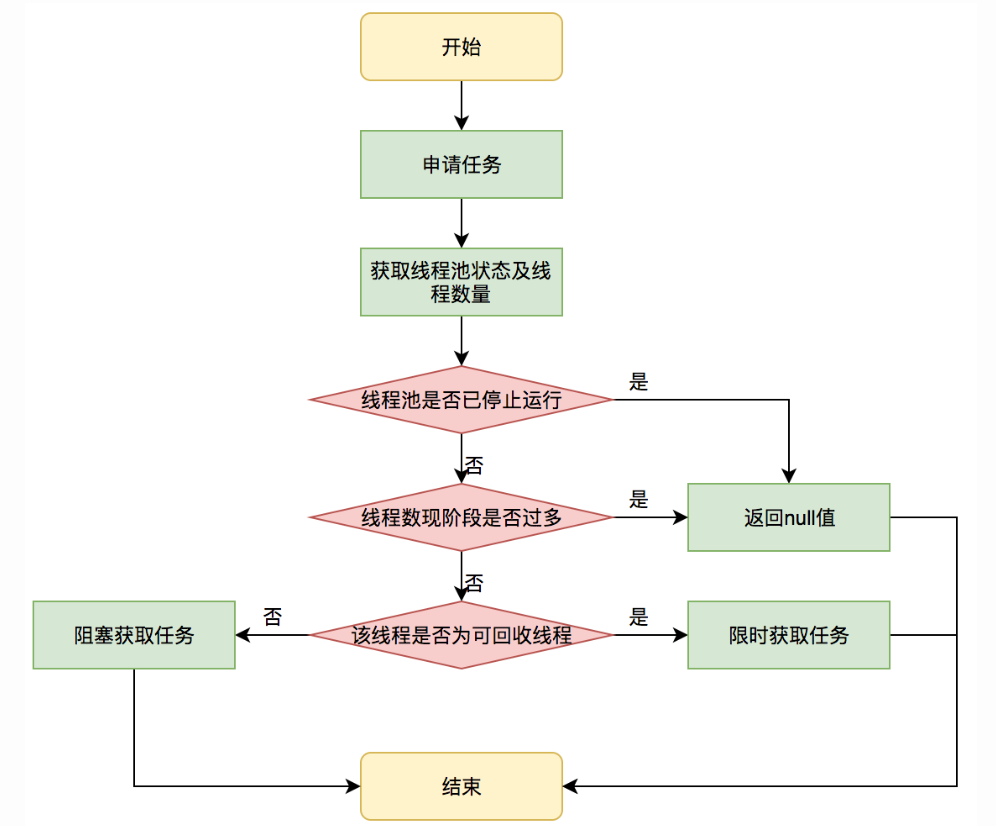 开始
申请任务
获取线程池状态及线
程数量
线程池是否已停止运行
是
否
线程数现阶段是否过多
是
返回null值
否
阻塞获取任务
否
该线程是否为可回收线程
是
限时获取任务
结束